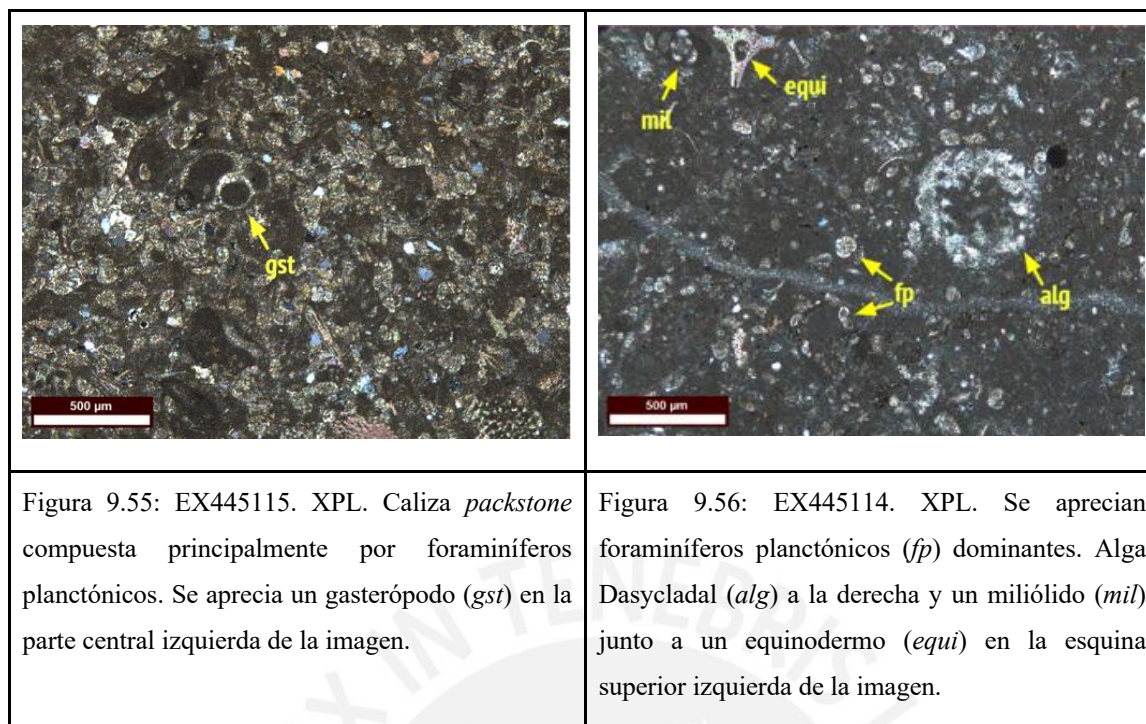 gst
500 µm
mil
equi
fp
alg
500 µm
Figura 9.55: EX445115. XPL. Caliza packstone
compuesta principalmente por foraminíferos
planctónicos. Se aprecia un gasterópodo (gst) en la
parte central izquierda de la imagen.
Figura 9.56: EX445114. XPL. Se aprecian
foraminíferos planctónicos (fp) dominantes. Alga
Dasycladal (alg) a la derecha y un miliólido (mil)
junto a un equinodermo (equi) en la esquina
superior izquierda de la imagen.
EX TENEBRIS